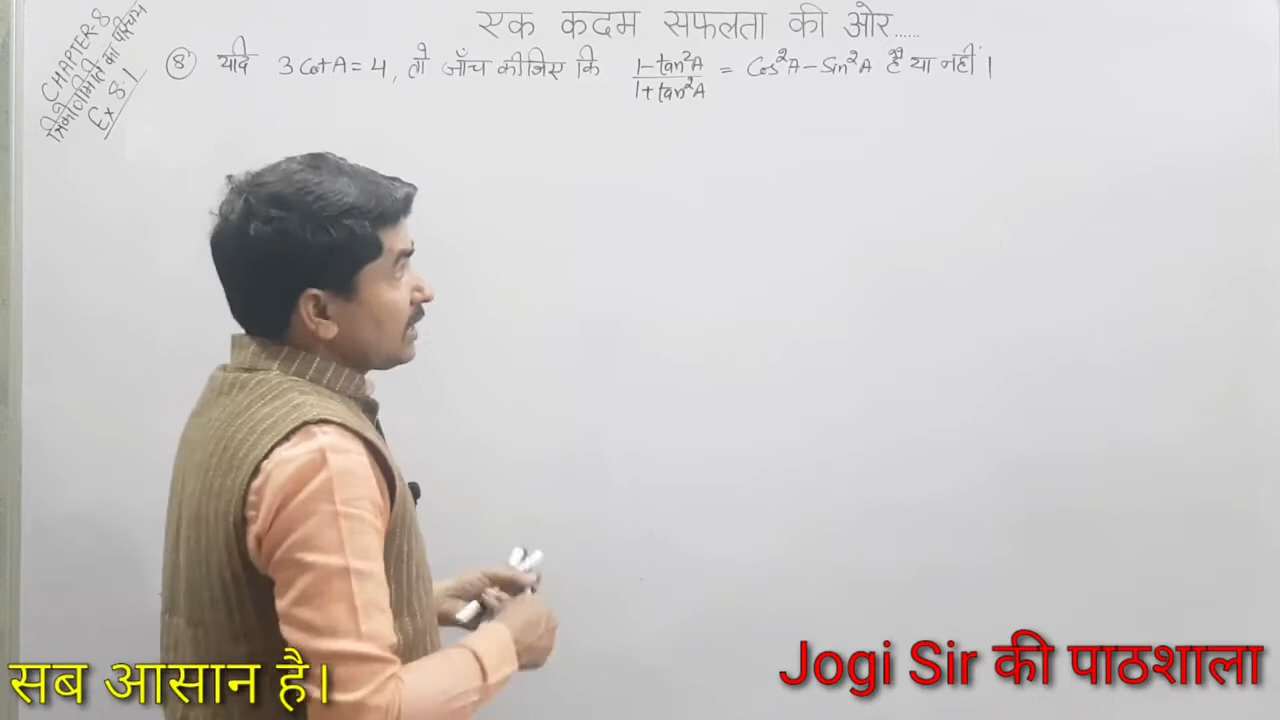 एक कदम सफलता की ओर......
CHAPTER-8
त्रिकोणमिति का परिचय
Ex 8.1
⑧ यदि 3 Cot A = 4, तो जाँच कीजिए कि (1-tan²A)/(1+tan²A) = Cos²A - Sin²A है या नहीं।
सब आसान है।
Jogi Sir की पाठशाला